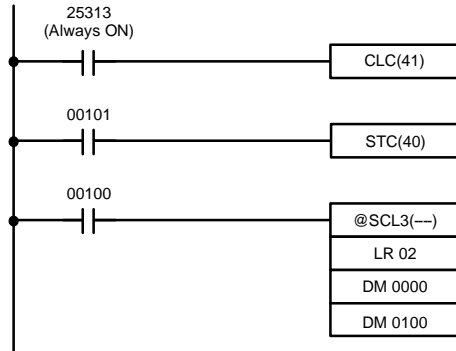 25313
(Always ON)
CLC(41)
00101
STC(40)
00100
@SCL3(––)
LR 02
DM 0000
DM 0100